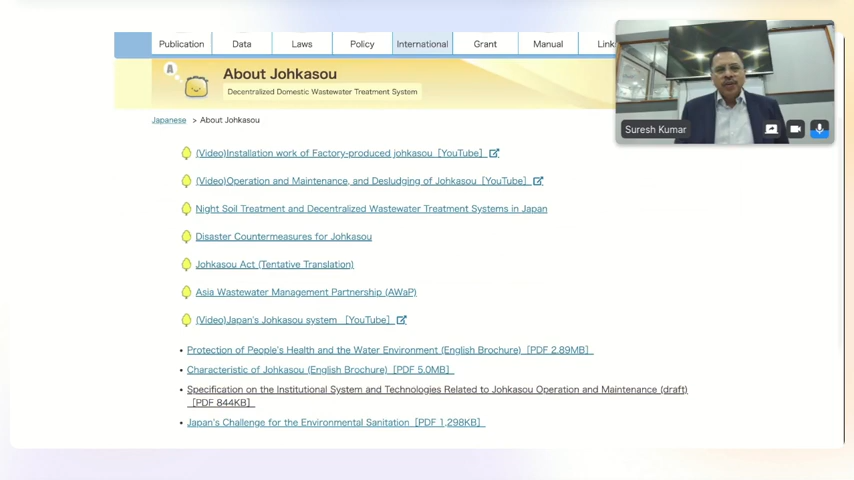 Publication Data Laws Policy International Grant Manual
About Johkasou
Decentralized Domestic Wastewater Treatment System
Japanese > About Johkasou
(Video)Installation work of Factory-produced johkasou［YouTube］
(Video)Operation and Maintenance, and Desludging of Johkasou［YouTube］
Night Soil Treatment and Decentralized Wastewater Treatment Systems in Japan
Disaster Countermeasures for Johkasou
Johkasou Act (Tentative Translation)
Asia Wastewater Management Partnership (AWaP)
(Video)Japan's Johkasou system ［YouTube］
Protection of People's Health and the Water Environment (English Brochure)［PDF 2.89MB］
Characteristic of Johkasou (English Brochure)［PDF 5.0MB］
Specification on the Institutional System and Technologies Related to Johkasou Operation and Maintenance (draft)
［PDF 844KB］
Japan's Challenge for the Environmental Sanitation［PDF 1,298KB］
Suresh Kumar